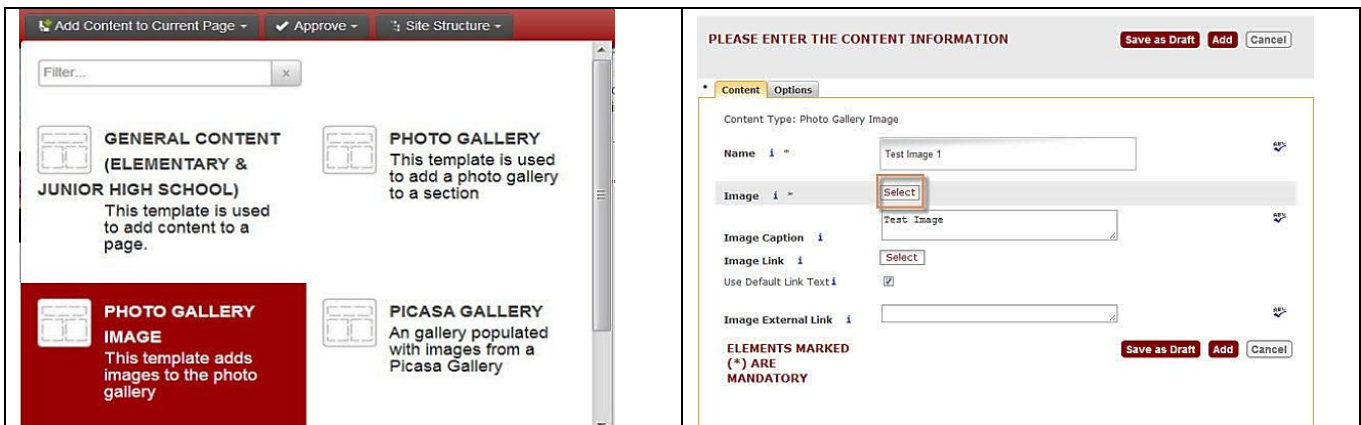 Add Content to Current Page
Approve
Site Structure
Filter...
x
GENERAL CONTENT
(ELEMENTARY &
JUNIOR HIGH SCHOOL)
This template is used
to add content to a
page.
PHOTO GALLERY
This template is used
to add a photo gallery
to a section
PHOTO GALLERY
IMAGE
This template adds
images to the photo
gallery
PICASA GALLERY
An gallery populated
with images from a
Picasa Gallery
PLEASE ENTER THE CONTENT INFORMATION
Save as Draft Add Cancel
Content Options
Content Type: Photo Gallery Image
Name i * Test Image 1
Image i * Select
Test Image
Image Caption i
Image Link i Select
Use Default Link Text i
Image External Link i
ELEMENTS MARKED
(*) ARE
MANDATORY
Save as Draft Add Cancel